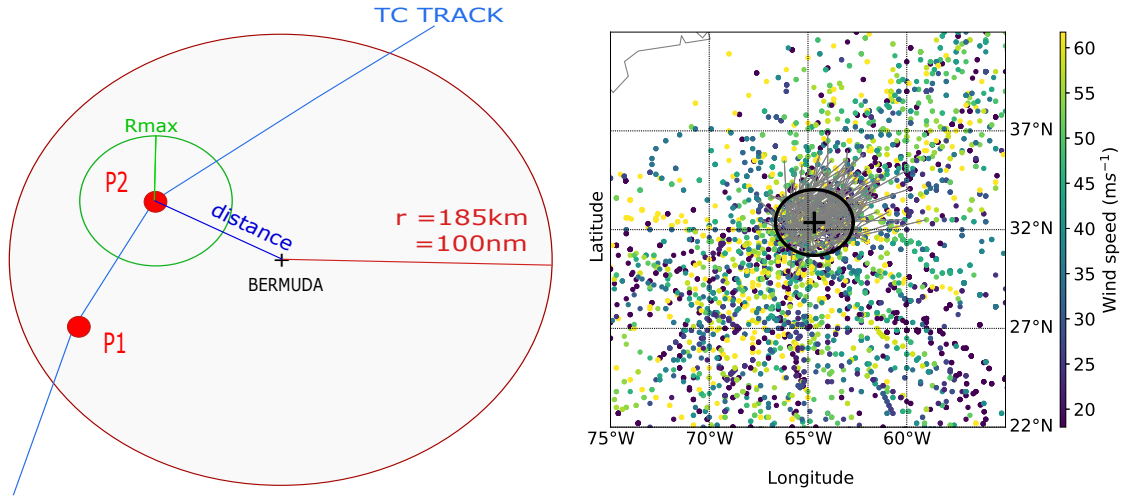 TC TRACK
Rmax
P2
distance
r =185km
=100nm
BERMUDA
P1
60
55
50
45
40
35
30
25
20
Wind speed (ms⁻¹)
37°N
32°N
27°N
22°N
Latitude
75°W 70°W 65°W 60°W
Longitude